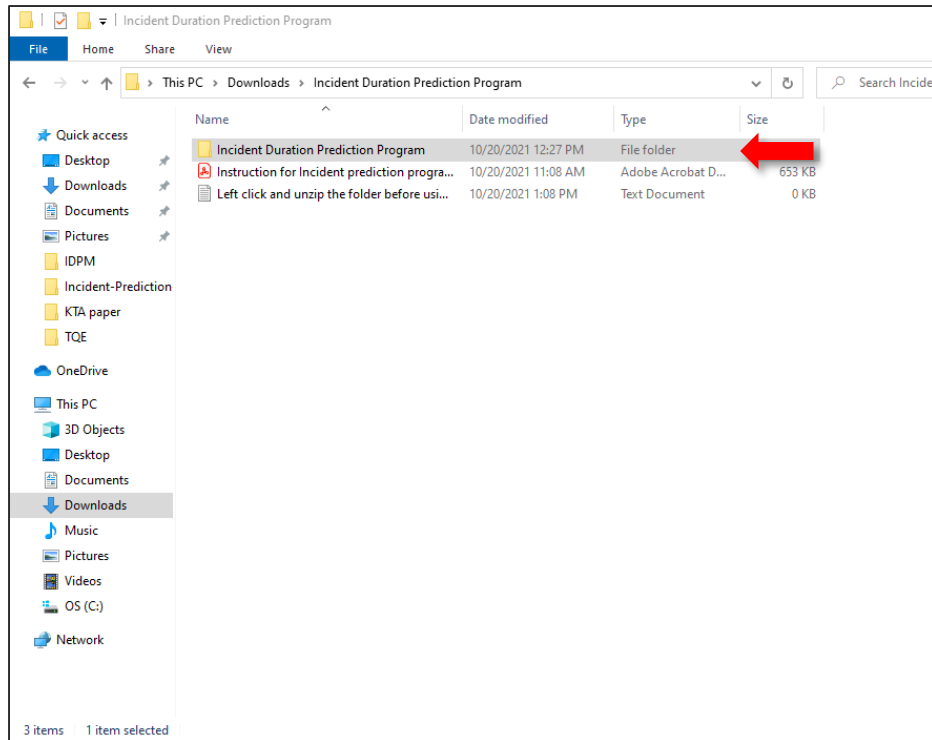 Incident Duration Prediction Program
File Home Share View
This PC > Downloads > Incident Duration Prediction Program Search Incide
Name Date modified Type Size
Quick access
Desktop
Downloads
Documents
Pictures
IDPM
Incident-Prediction
KTA paper
TQE
OneDrive
This PC
3D Objects
Desktop
Documents
Downloads
Music
Pictures
Videos
OS (C:)
Network
Incident Duration Prediction Program 10/20/2021 12:27 PM File folder
Instruction for Incident prediction progra... 10/20/2021 11:08 AM Adobe Acrobat D... 653 KB
Left click and unzip the folder before usi... 10/20/2021 1:08 PM Text Document 0 KB
3 items 1 item selected